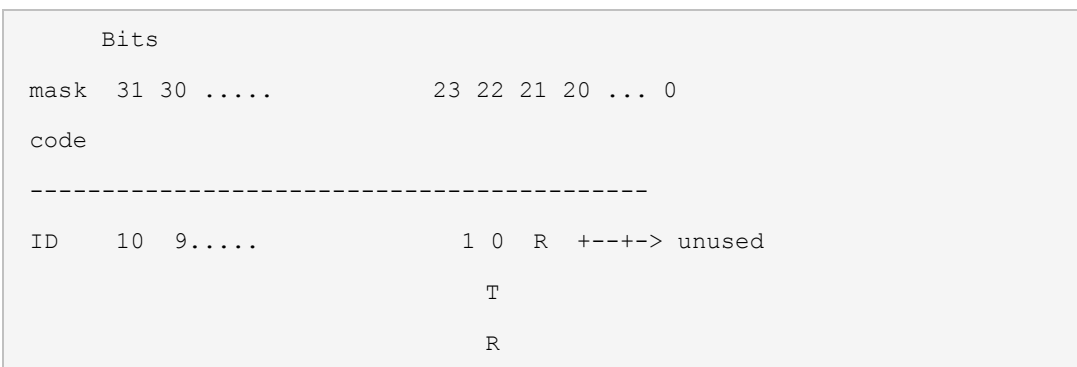 Bits
mask 31 30 ..... 23 22 21 20 ... 0
code
-------------------------------------------
ID 10 9..... 1 0 R +--+-> unused
T
R